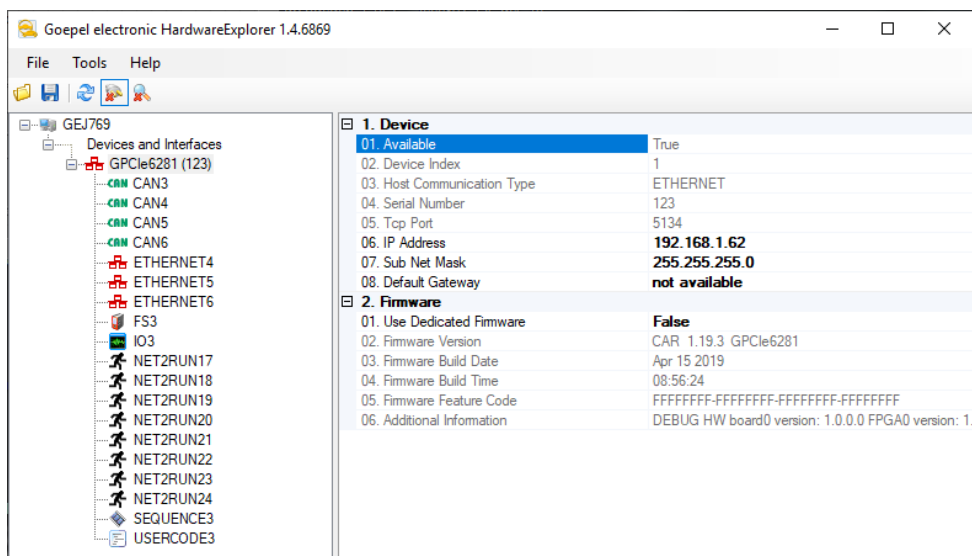 Goepel electronic HardwareExplorer 1.4.6869
File Tools Help
GEJ769
Devices and Interfaces
GPCIe6281 (123)
CAN CAN3
CAN CAN4
CAN CAN5
CAN CAN6
ETHERNET4
ETHERNET5
ETHERNET6
FS3
IO3
NET2RUN17
NET2RUN18
NET2RUN19
NET2RUN20
NET2RUN21
NET2RUN22
NET2RUN23
NET2RUN24
SEQUENCE3
USERCODE3
1. Device
01. Available True
02. Device Index 1
03. Host Communication Type ETHERNET
04. Serial Number 123
05. Tcp Port 5134
06. IP Address 192.168.1.62
07. Sub Net Mask 255.255.255.0
08. Default Gateway not available
2. Firmware
01. Use Dedicated Firmware False
02. Firmware Version CAR 1.19.3 GPCIe6281
03. Firmware Build Date Apr 15 2019
04. Firmware Build Time 08:56:24
05. Firmware Feature Code FFFFFFFF-FFFFFFFF-FFFFFFFF-FFFFFFFF
06. Additional Information DEBUG HW board0 version: 1.0.0.0 FPGA0 version: 1.